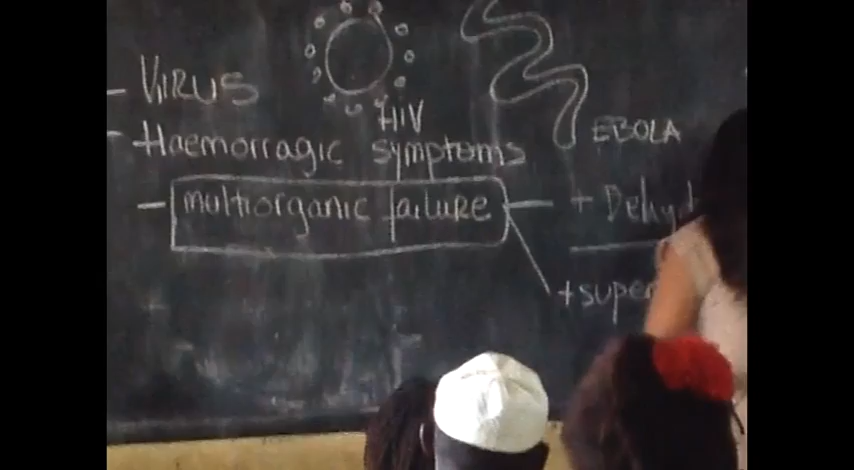 - VIRUS
HIV
EBOLA
- Haemorragic symptoms
- multiorganic failure
+ Dehyd
+ super